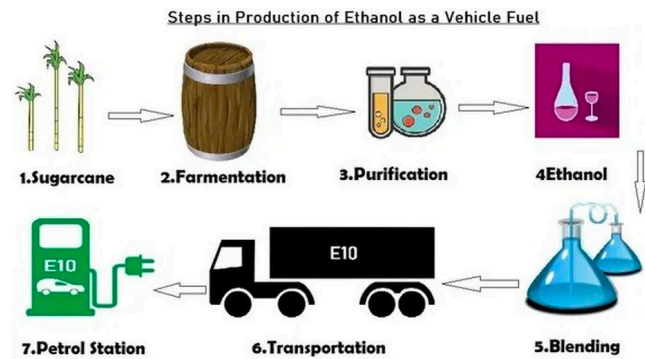 Steps in Production of Ethanol as a Vehicle Fuel
1.Sugarcane
2.Farmentation
3.Purification
4Ethanol
E10
7.Petrol Station
E10
6.Transportation
5.Blending